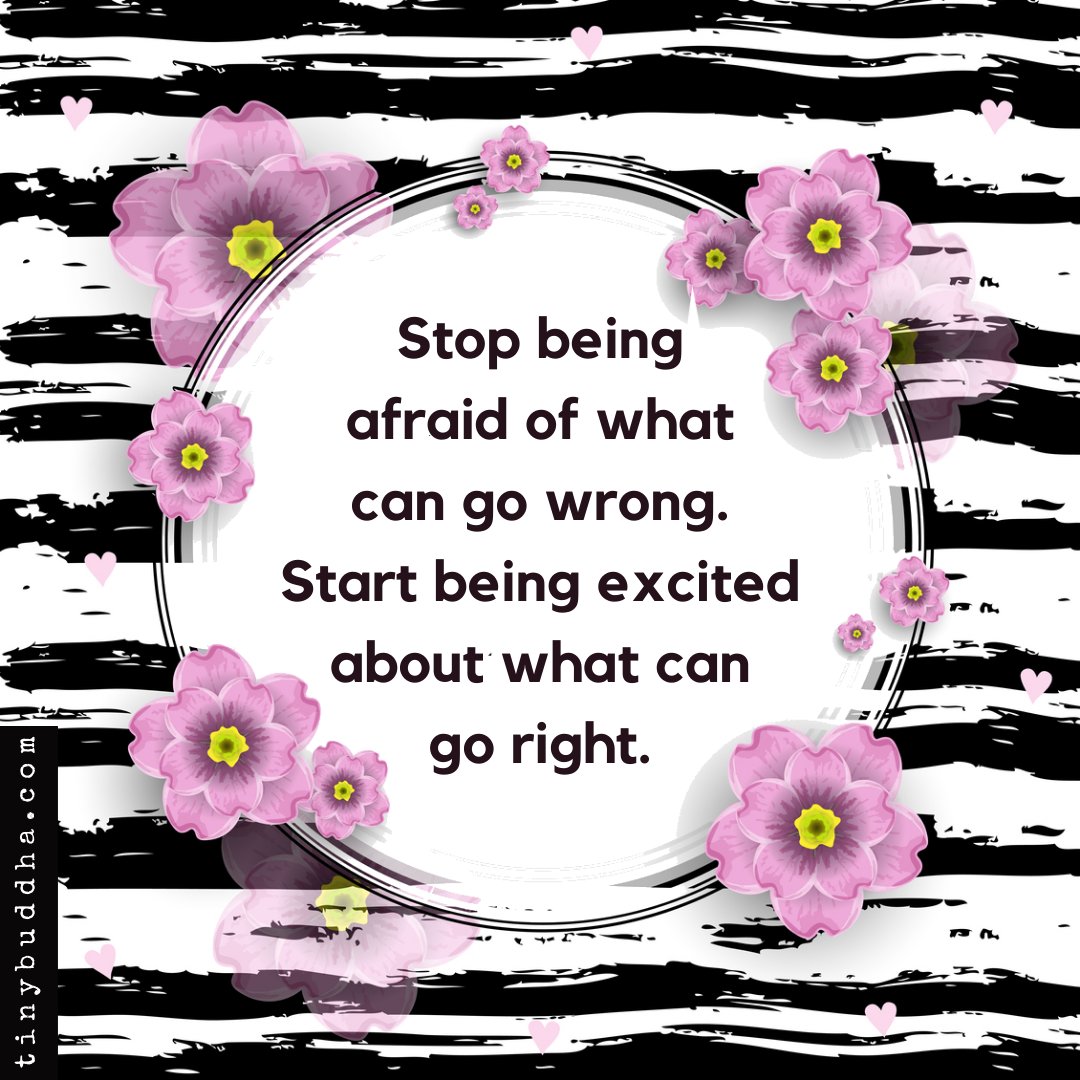 Stop being
afraid of what
can go wrong.
Start being excited
about what can
go right.
tinybuddha.com